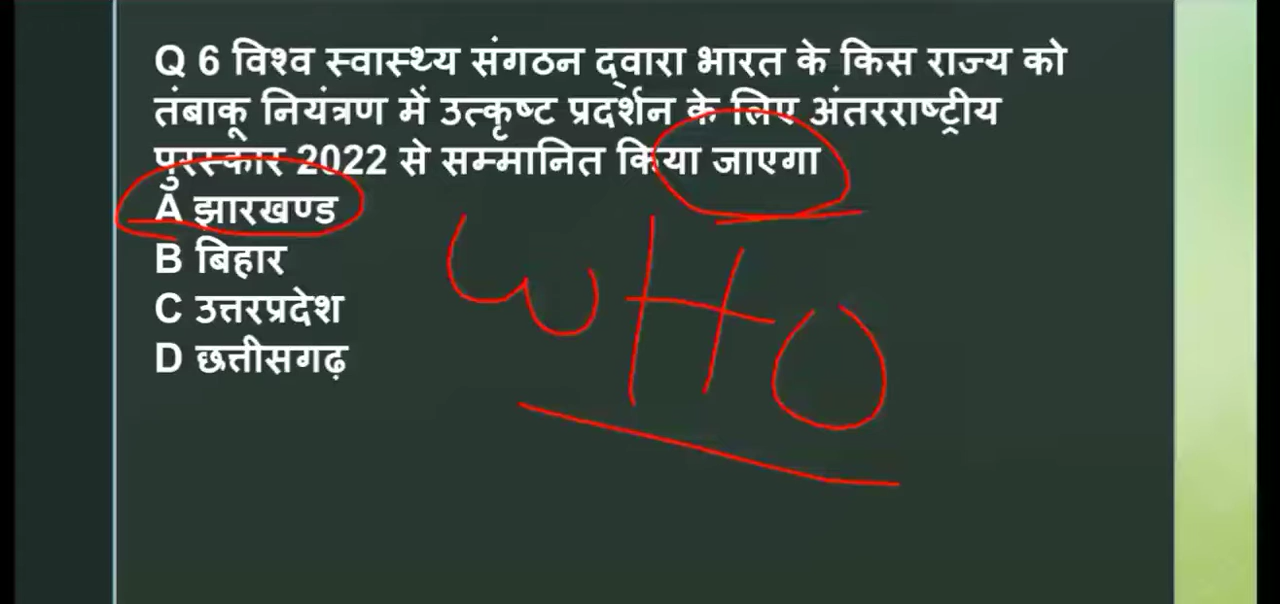 Q 6 विश्व स्वास्थ्य संगठन द्वारा भारत के किस राज्य को
तंबाकू नियंत्रण में उत्कृष्ट प्रदर्शन के लिए अंतरराष्ट्रीय
पुरस्कार 2022 से सम्मानित किया जाएगा
A झारखण्ड
B बिहार
C उत्तरप्रदेश
D छत्तीसगढ़
WHO